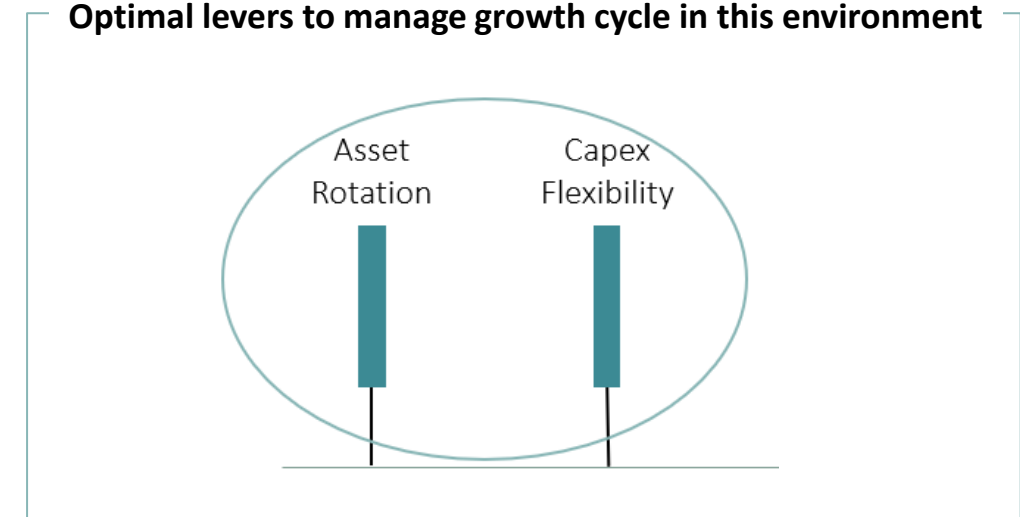 Optimal levers to manage growth cycle in this environment
Asset
Rotation
Capex
Flexibility